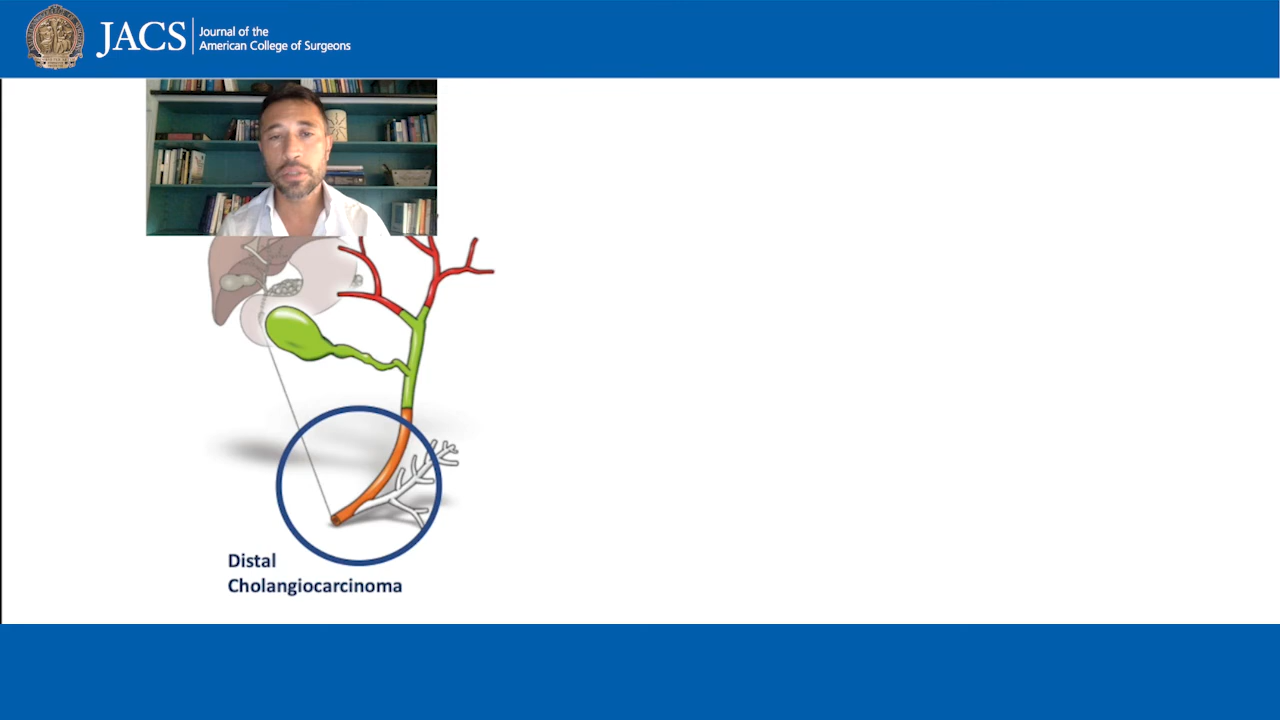 JACS
Journal of the
American College of Surgeons
Distal
Cholangiocarcinoma